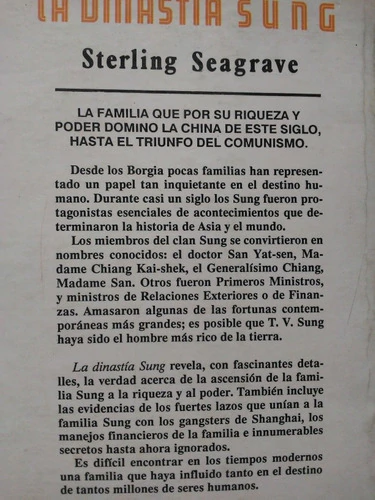 LA DINASTIA SUNG
Sterling Seagrave
LA FAMILIA QUE POR SU RIQUEZA Y
PODER DOMINO LA CHINA DE ESTE SIGLO,
HASTA EL TRIUNFO DEL COMUNISMO.
Desde los Borgia pocas familias han represen-
tado un papel tan inquietante en el destino hu-
mano. Durante casi un siglo los Sung fueron pro-
tagonistas esenciales de acontecimientos que de-
terminaron la historia de Asia y el mundo.
Los miembros del clan Sung se convirtieron en
nombres conocidos: el doctor San Yat-sen, Ma-
dame Chiang Kai-shek, el Generalísimo Chiang,
Madame San. Otros fueron Primeros Ministros,
y ministros de Relaciones Exteriores o de Finan-
zas. Amasaron algunas de las fortunas contem-
poráneas más grandes; es posible que T. V. Sung
haya sido el hombre más rico de la tierra.
La dinastía Sung revela, con fascinantes deta-
lles, la verdad acerca de la ascensión de la fami-
lia Sung a la riqueza y al poder. También incluye
las evidencias de los fuertes lazos que unían a la
familia Sung con los gangsters de Shanghai, los
manejos financieros de la familia e innumerables
secretos hasta ahora ignorados.
Es difícil encontrar en los tiempos modernos
una familia que haya influido tanto en el destino
de tantos millones de seres humanos.